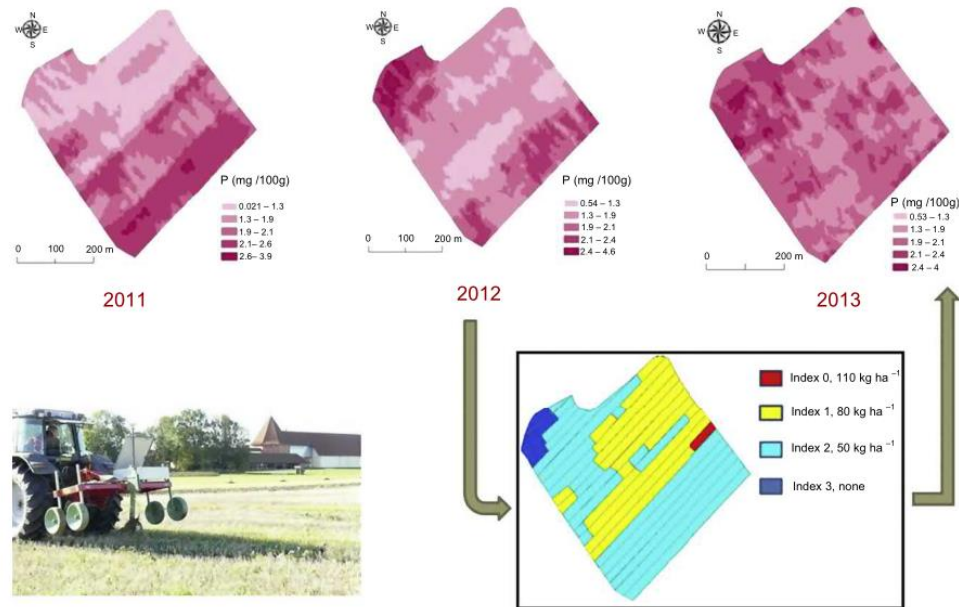 N
W E
S
P (mg /100g)
0.021 – 1.3
1.3 – 1.9
1.9 – 2.1
2.1– 2.6
2.6– 3.9
0 100 200 m
2011
N
W E
S
P (mg /100g)
0.54 – 1.3
1.3 – 1.9
1.9 – 2.1
2.1 – 2.4
2.4 – 4.6
0 100 200 m
2012
N
W E
S
P (mg /100g)
0.53 – 1.3
1.3 – 1.9
1.9 – 2.1
2.1 – 2.4
2.4 – 4
0 100 200 m
2013
Index 0, 110 kg ha ⁻¹
Index 1, 80 kg ha ⁻¹
Index 2, 50 kg ha ⁻¹
Index 3, none